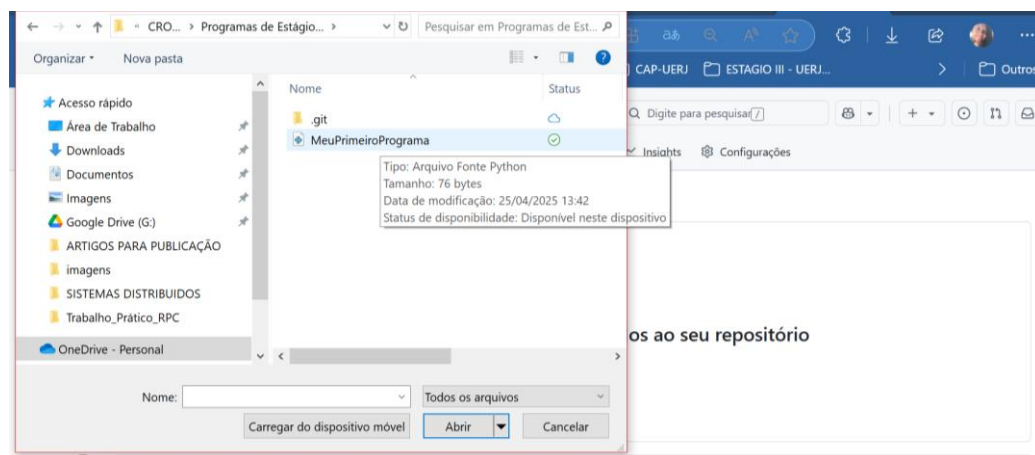 CRO... > Programas de Estágio... >
Pesquisar em Programas de Est...
Organizar
Nova pasta
Nome
Status
Acesso rápido
Área de Trabalho
Downloads
Documentos
Imagens
Google Drive (G:)
ARTIGOS PARA PUBLICAÇÃO
imagens
SISTEMAS DISTRIBUIDOS
Trabalho_Prático_RPC
OneDrive - Personal
.git
MeuPrimeiroPrograma
Tipo: Arquivo Fonte Python
Tamanho: 76 bytes
Data de modificação: 25/04/2025 13:42
Status de disponibilidade: Disponível neste dispositivo
Nome:
Todos os arquivos
Carregar do dispositivo móvel
Abrir
Cancelar
CAP-UERJ
ESTAGIO III - UERJ...
Outros
Digite para pesquisar
Insights
Configurações
os ao seu repositório